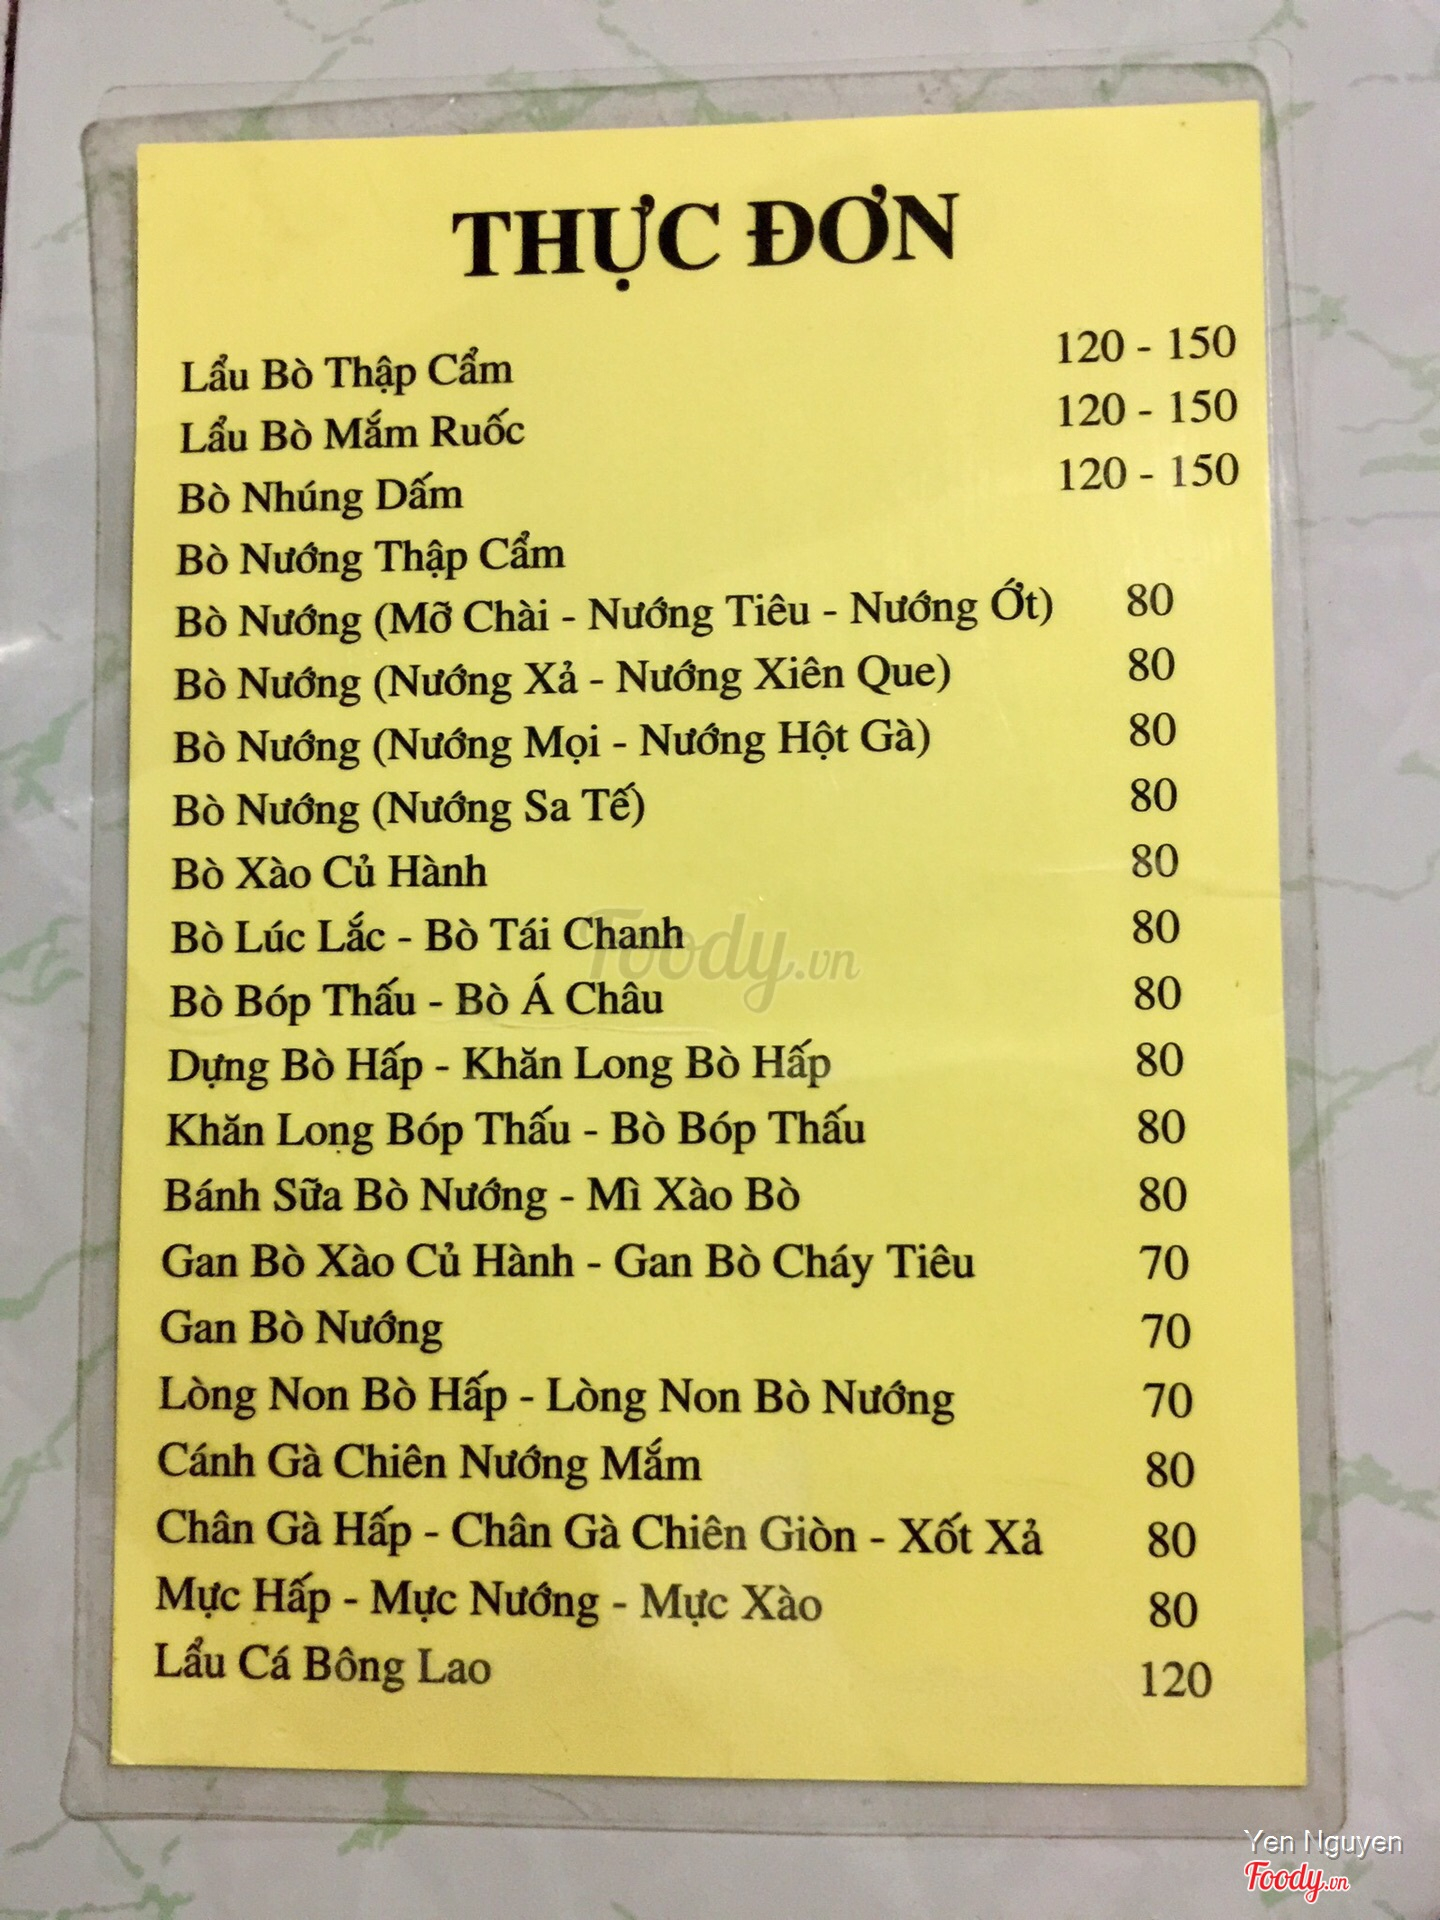 THỰC ĐƠN
Lẩu Bò Thập Cẩm 120 - 150
Lẩu Bò Mắm Ruốc 120 - 150
Bò Nhúng Dấm 120 - 150
Bò Nướng Thập Cẩm
Bò Nướng (Mỡ Chài - Nướng Tiêu - Nướng Ớt) 80
Bò Nướng (Nướng Xả - Nướng Xiên Que) 80
Bò Nướng (Nướng Mọi - Nướng Hột Gà) 80
Bò Nướng (Nướng Sa Tế) 80
Bò Xào Củ Hành 80
Bò Lúc Lắc - Bò Tái Chanh 80
Bò Bóp Thấu - Bò Á Châu 80
Dựng Bò Hấp - Khăn Long Bò Hấp 80
Khăn Lọng Bóp Thấu - Bò Bóp Thấu 80
Bánh Sữa Bò Nướng - Mì Xào Bò 80
Gan Bò Xào Củ Hành - Gan Bò Cháy Tiêu 70
Gan Bò Nướng 70
Lòng Non Bò Hấp - Lòng Non Bò Nướng 70
Cánh Gà Chiên Nướng Mắm 80
Chân Gà Hấp - Chân Gà Chiên Giòn - Xốt Xả 80
Mực Hấp - Mực Nướng - Mực Xào 80
Lẩu Cá Bông Lao 120
Foody.vn
Yen Nguyen
Foody.vn